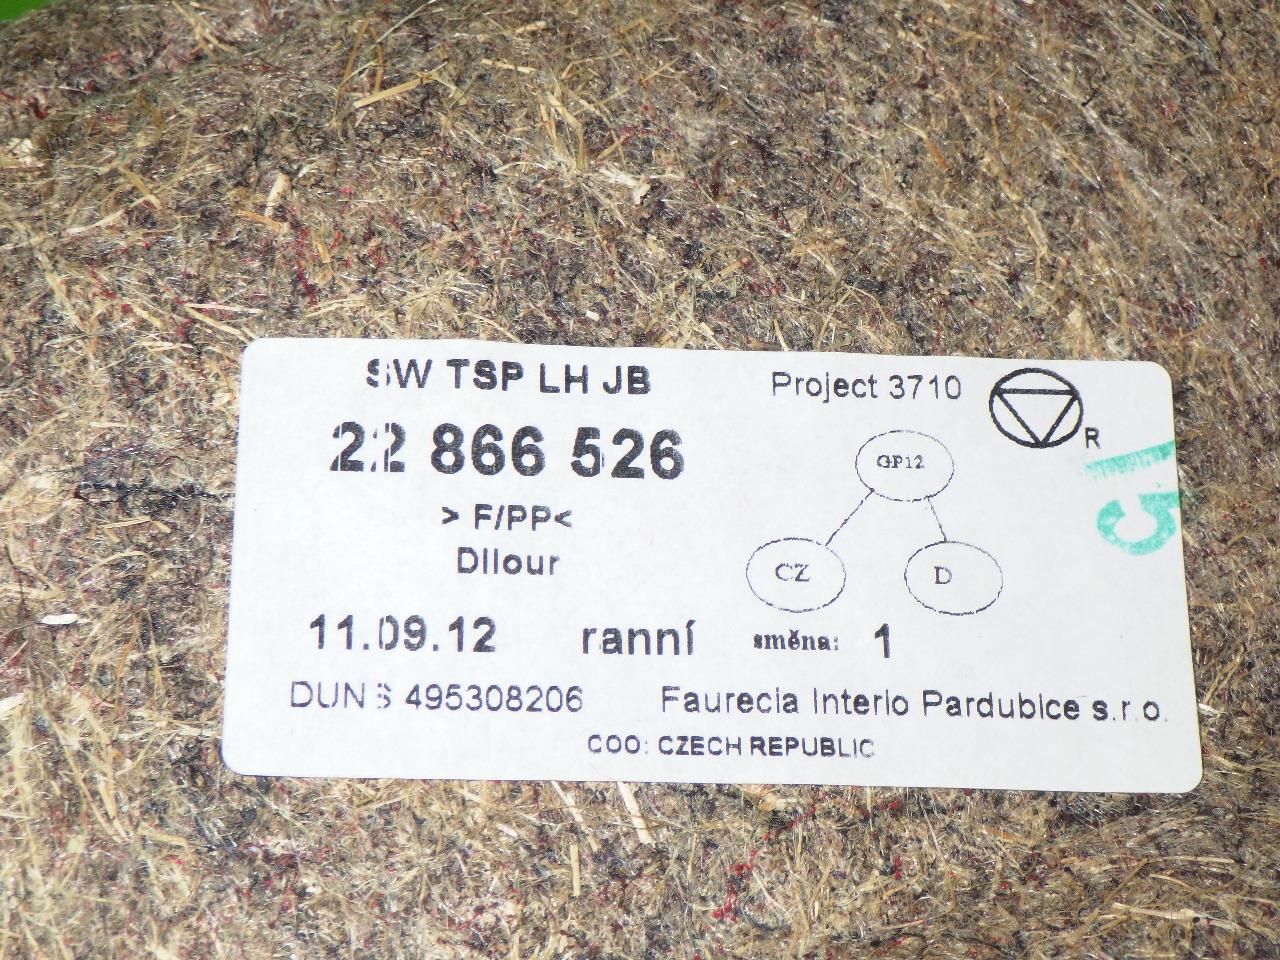 SW TSP LH JB Project 3710
R
22 866 526
GP12
> F/PP<
Dilour
CZ D
11.09.12 ranní směna: 1
DUNS 495308206 Faurecia Interio Pardubice s.r.o.
COO: CZECH REPUBLIC